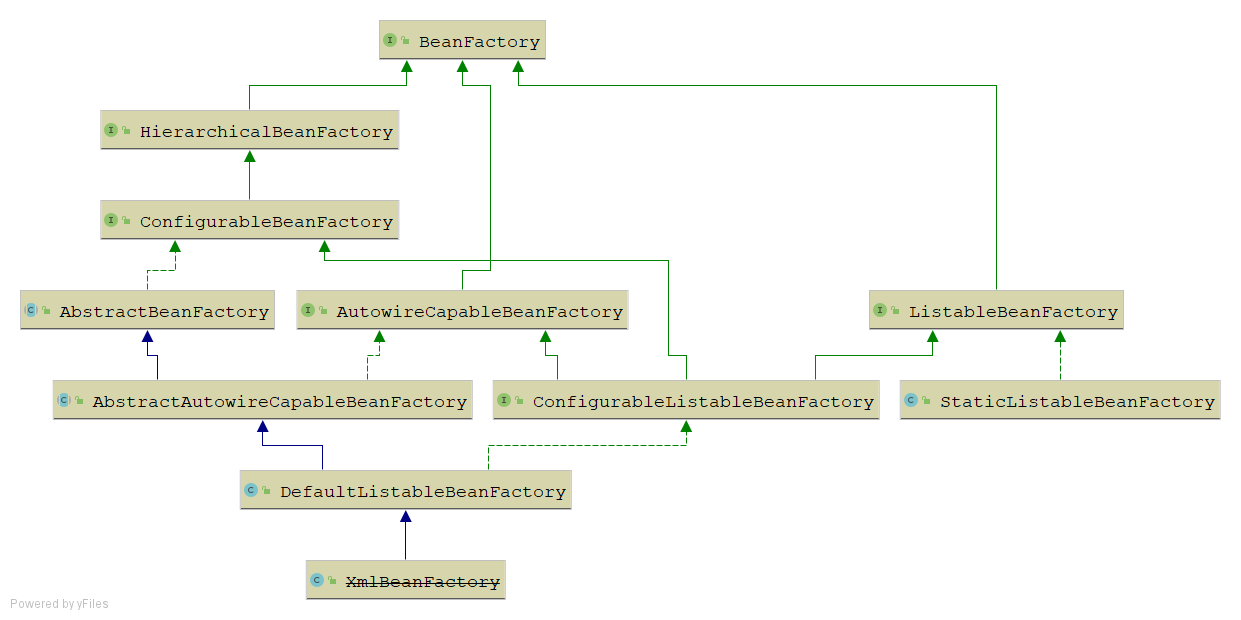 BeanFactory
HierarchicalBeanFactory
ConfigurableBeanFactory
AbstractBeanFactory
AutowireCapableBeanFactory
ListableBeanFactory
AbstractAutowireCapableBeanFactory
ConfigurableListableBeanFactory
StaticListableBeanFactory
DefaultListableBeanFactory
XmlBeanFactory
Powered by yFiles